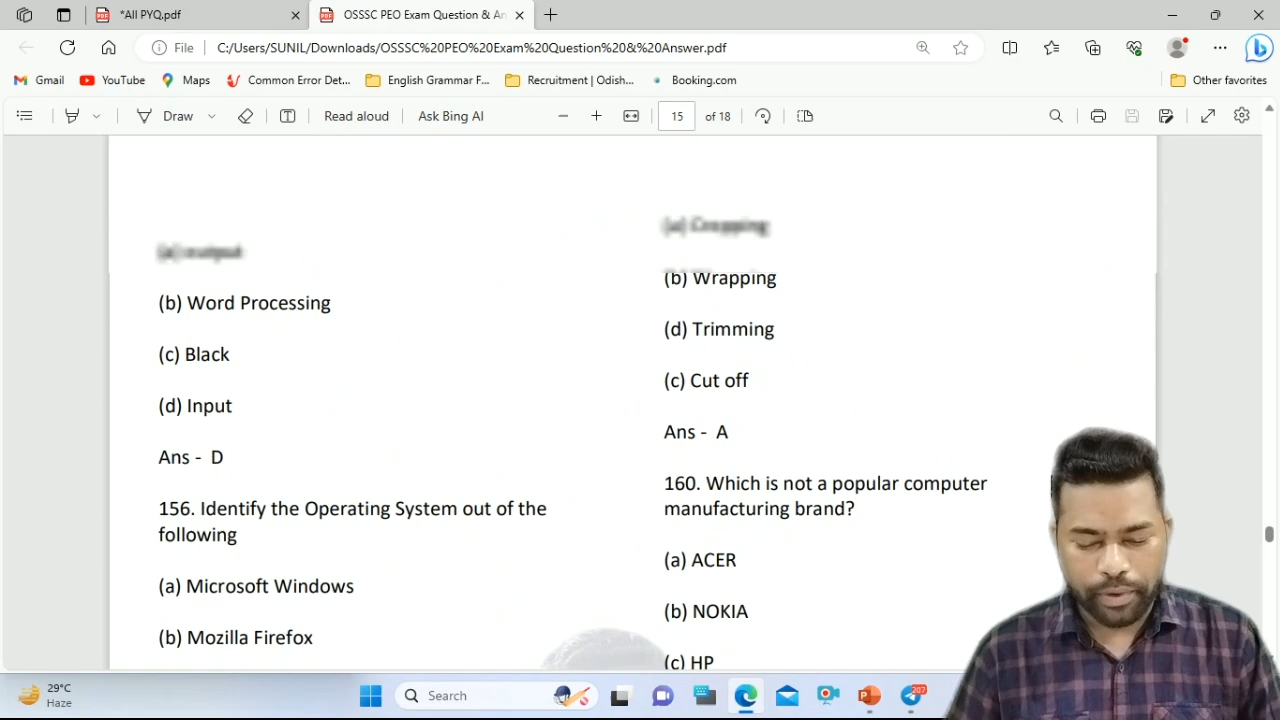 *All PYQ.pdf
OSSSC PEO Exam Question & An
File
C:/Users/SUNIL/Downloads/OSSSC%20PEO%20Exam%20Question%20&%20Answer.pdf
Gmail
YouTube
Maps
Common Error Det...
English Grammar F...
Recruitment | Odish...
Booking.com
Other favorites
Draw
Read aloud
Ask Bing AI
15
of 18
(a) output
(b) Word Processing
(c) Black
(d) Input
Ans - D
156. Identify the Operating System out of the
following
(a) Microsoft Windows
(b) Mozilla Firefox
(a) Cropping
(b) Wrapping
(d) Trimming
(c) Cut off
Ans - A
160. Which is not a popular computer
manufacturing brand?
(a) ACER
(b) NOKIA
(c) HP
29°C
Haze
Search
207